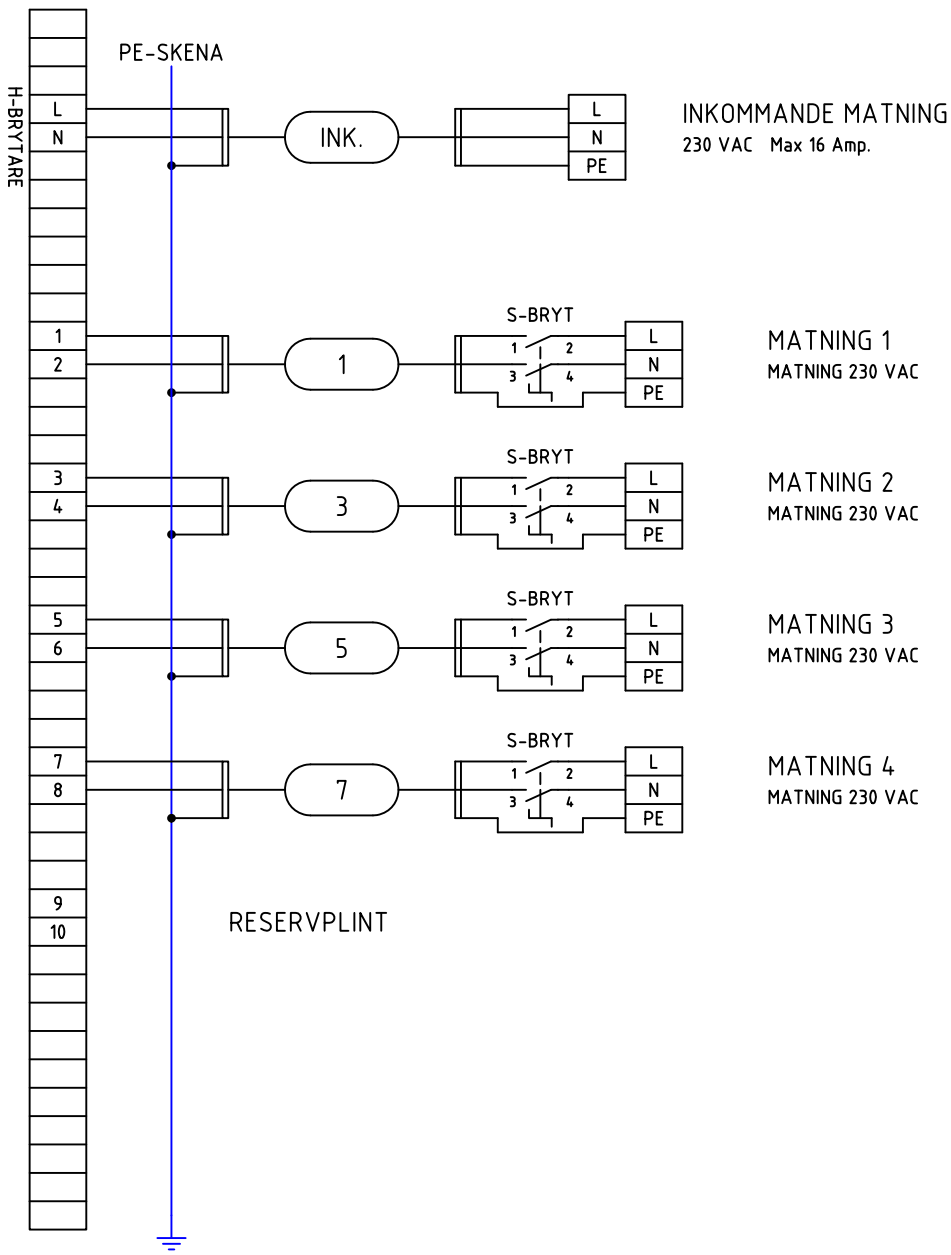 PE-SKENA
H-BRYTARE
L
N
INK.
L
N
PE
INKOMMANDE MATNING
230 VAC Max 16 Amp.
S-BRYT
1
2
1
1 2
3 4
L
N
PE
MATNING 1
MATNING 230 VAC
S-BRYT
3
4
3
1 2
3 4
L
N
PE
MATNING 2
MATNING 230 VAC
S-BRYT
5
6
5
1 2
3 4
L
N
PE
MATNING 3
MATNING 230 VAC
S-BRYT
7
8
7
1 2
3 4
L
N
PE
MATNING 4
MATNING 230 VAC
9
10
RESERVPLINT